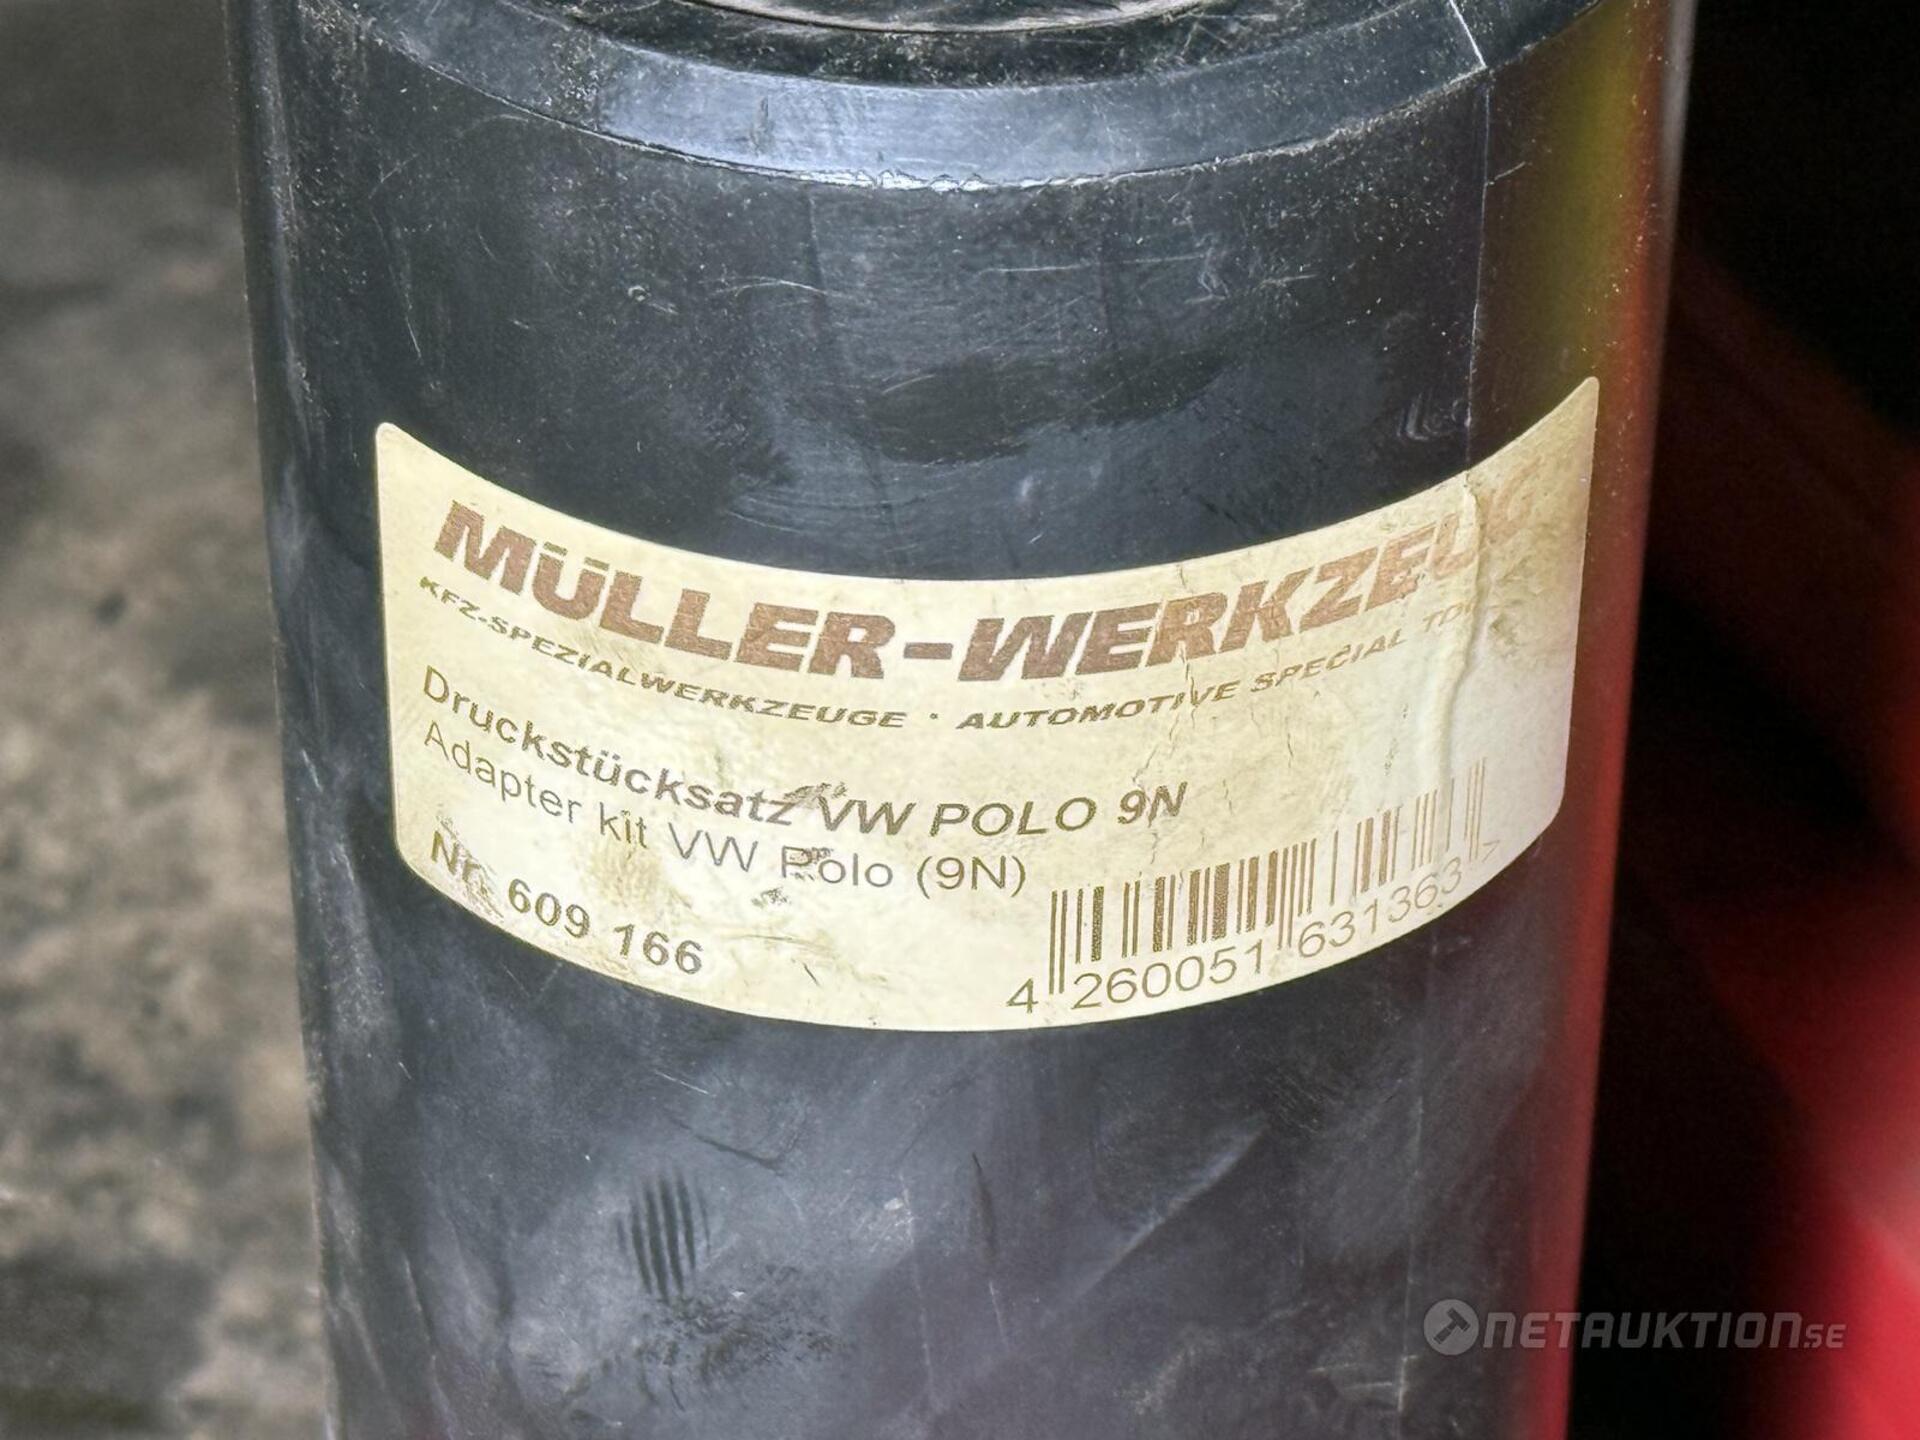 MÜLLER-WERKZEUG
KFZ-SPEZIALWERKZEUGE · AUTOMOTIVE SPECIAL TOOLS
Druckstücksatz VW POLO 9N
Adapter kit VW Polo (9N)
Nr. 609 166
4 260051 631363
NETAUKTION.SE